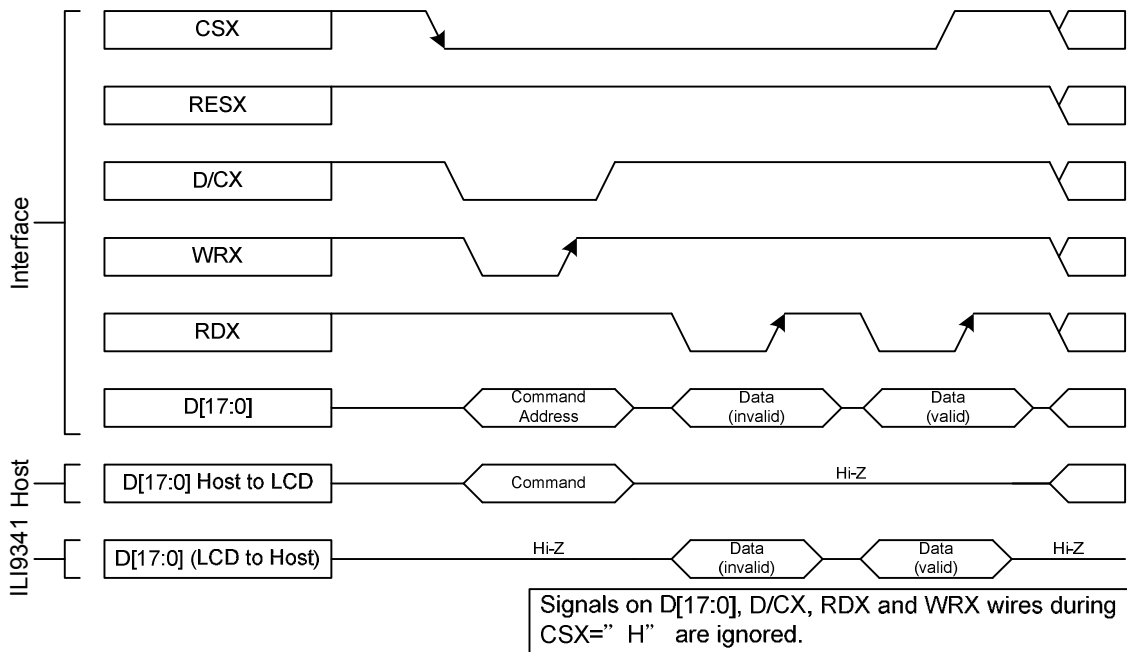 Interface
CSX
RESX
D/CX
WRX
RDX
D[17:0]
Command
Address
Data
(invalid)
Data
(valid)
Host
D[17:0] Host to LCD
Command
Hi-Z
ILI9341
D[17:0] (LCD to Host)
Hi-Z
Data
(invalid)
Data
(valid)
Hi-Z
Signals on D[17:0], D/CX, RDX and WRX wires during
CSX=” H” are ignored.